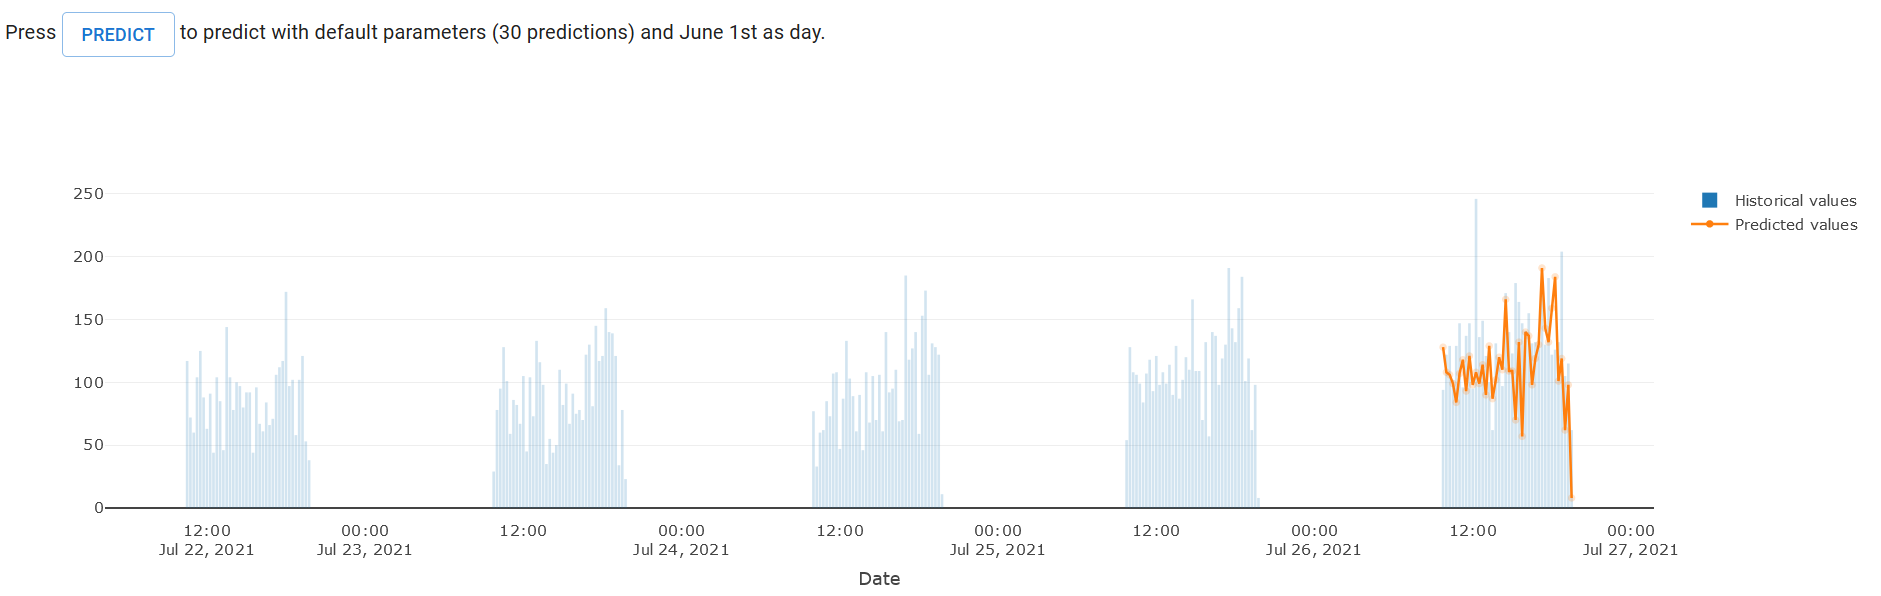 Press PREDICT to predict with default parameters (30 predictions) and June 1st as day.
250
200
150
100
50
0
12:00 00:00 12:00 00:00 12:00 00:00 12:00 00:00 12:00 00:00
Jul 22, 2021 Jul 23, 2021 Jul 24, 2021 Jul 25, 2021 Jul 26, 2021 Jul 27, 2021
Date
Historical values
Predicted values